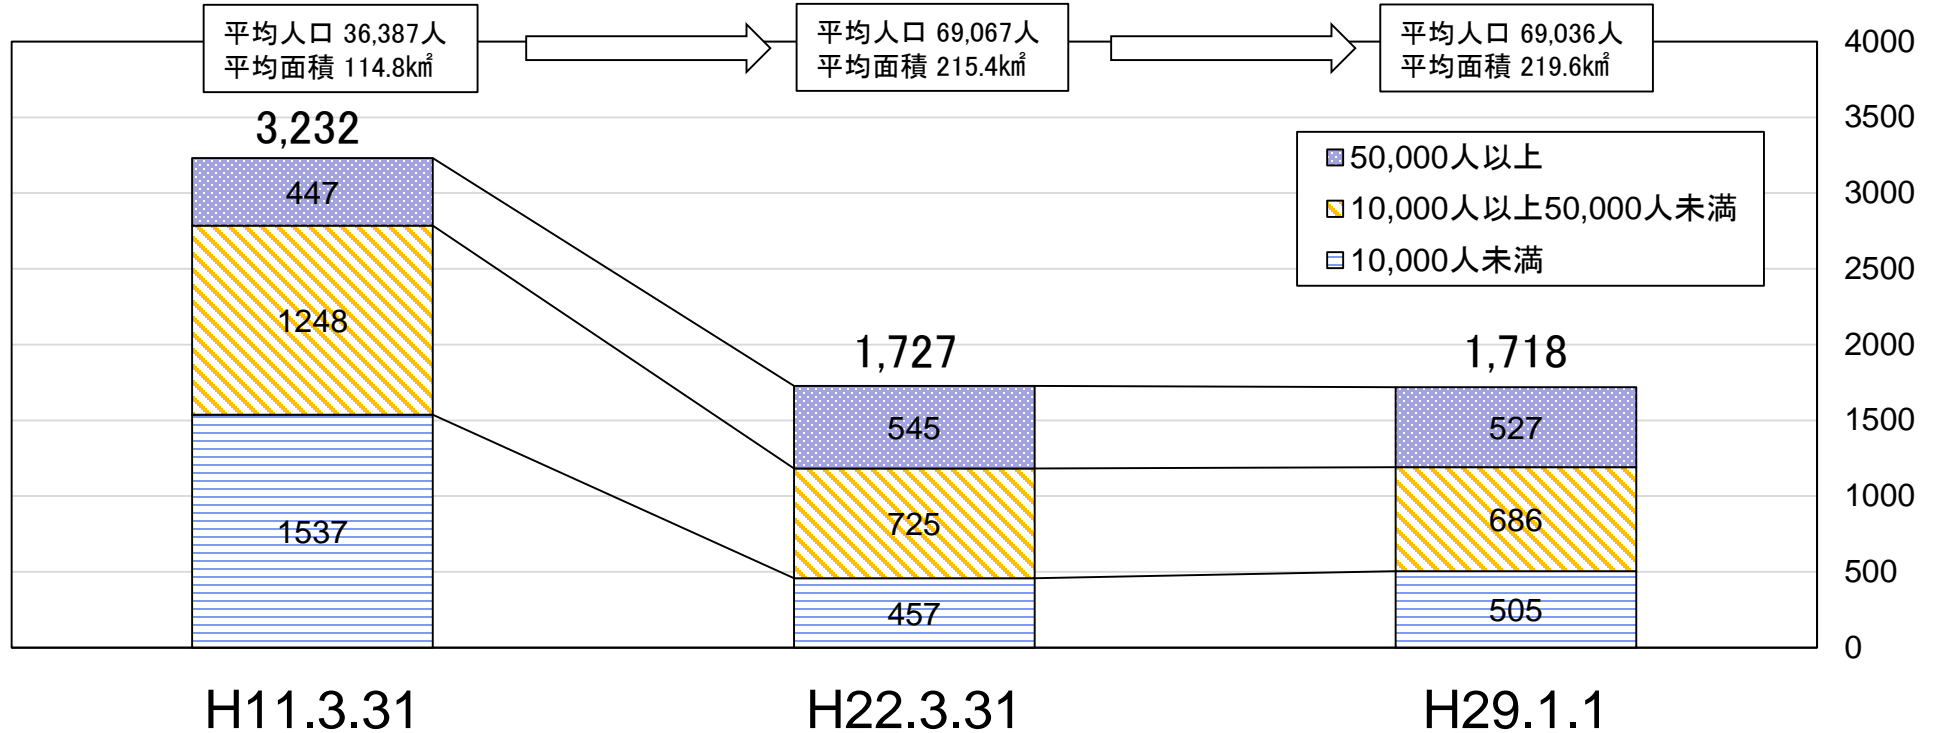 平均人口 36,387人
平均面積 114.8k㎡
平均人口 69,067人
平均面積 215.4k㎡
平均人口 69,036人
平均面積 219.6k㎡
4000
3500
3000
2500
2000
1500
1000
500
0
50,000人以上
10,000人以上50,000人未満
10,000人未満
3,232
447
1248
1537
1,727
545
725
457
1,718
527
686
505
H11.3.31
H22.3.31
H29.1.1